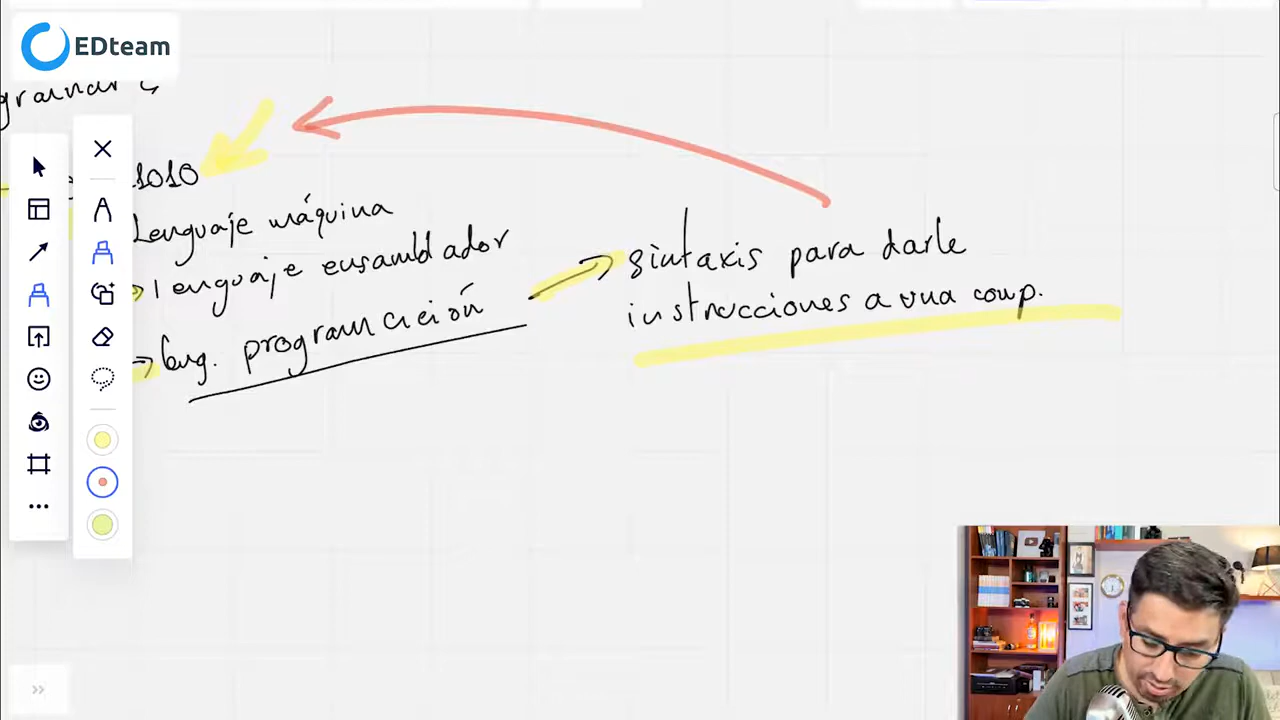 EDteam
1010
Lenguaje máquina
lenguaje ensamblador
leng. programación
sintaxis para darle
instrucciones a una comp.